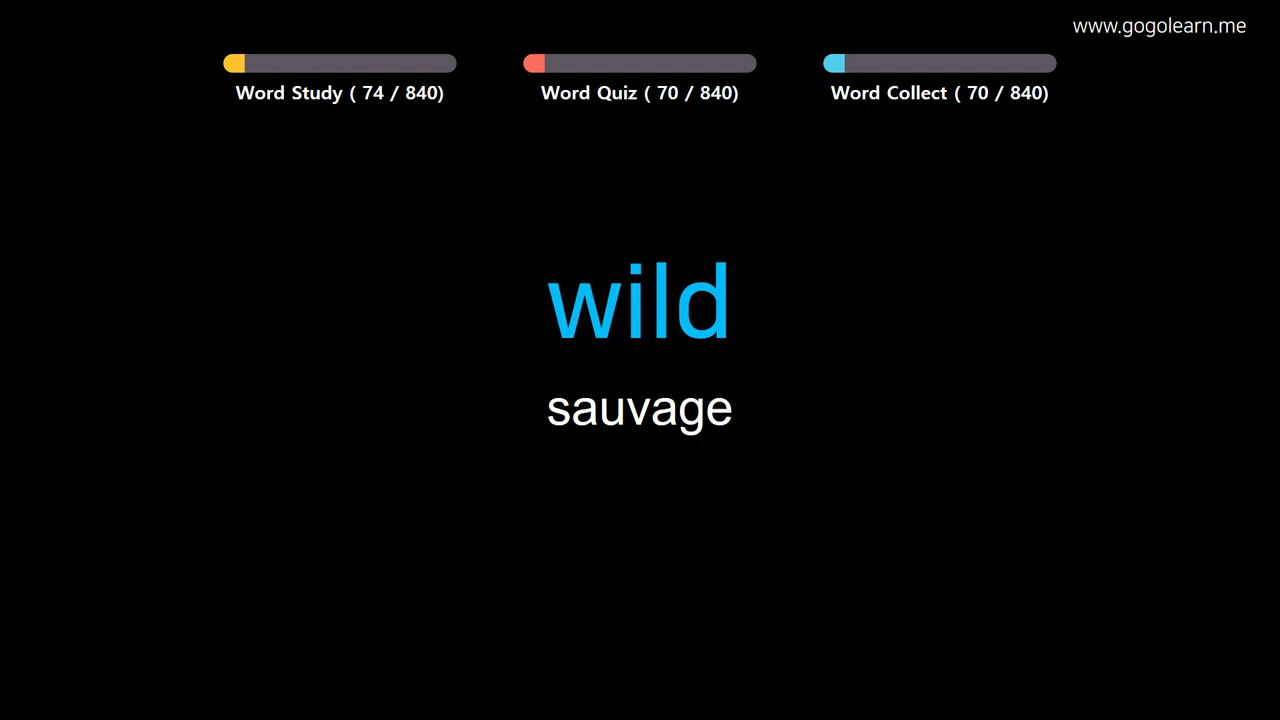 www.gogolearn.me
Word Study ( 74 / 840)
Word Quiz ( 70 / 840)
Word Collect ( 70 / 840)
wild
sauvage